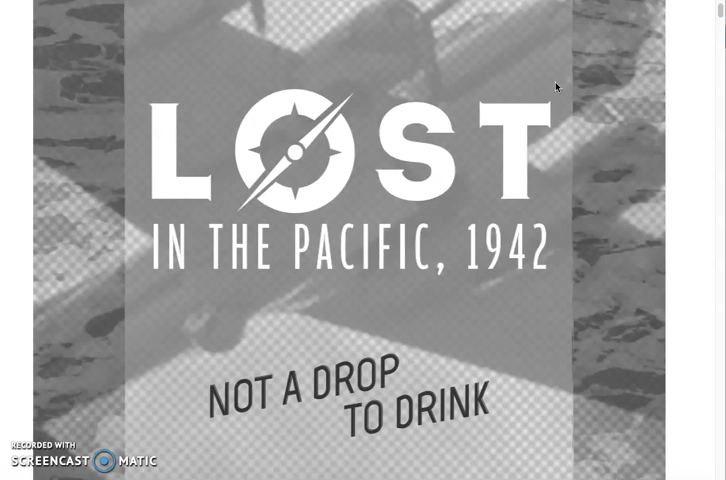 LOST
IN THE PACIFIC, 1942
NOT A DROP
TO DRINK
RECORDED WITH
SCREENCAST MATIC